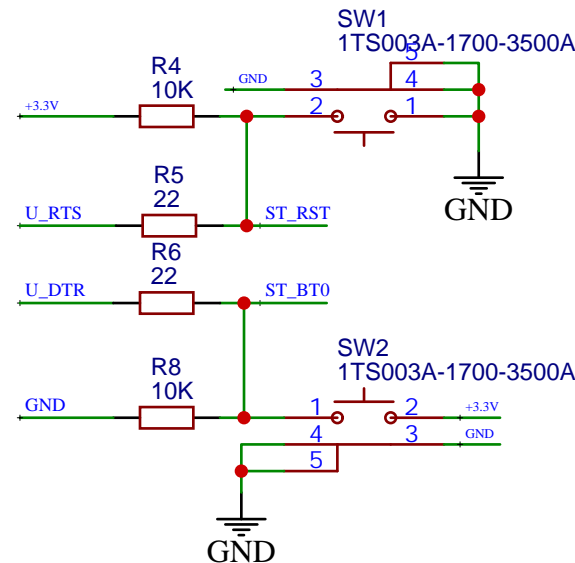 SW1
1TS003A-1700-3500A
5
R4
10K
GND
3
4
+3.3V
2
1
R5
22
GND
U_RTS
ST_RST
R6
22
U_DTR
ST_BT0
SW2
1TS003A-1700-3500A
R8
10K
GND
1
2
+3.3V
4
3
GND
5
GND